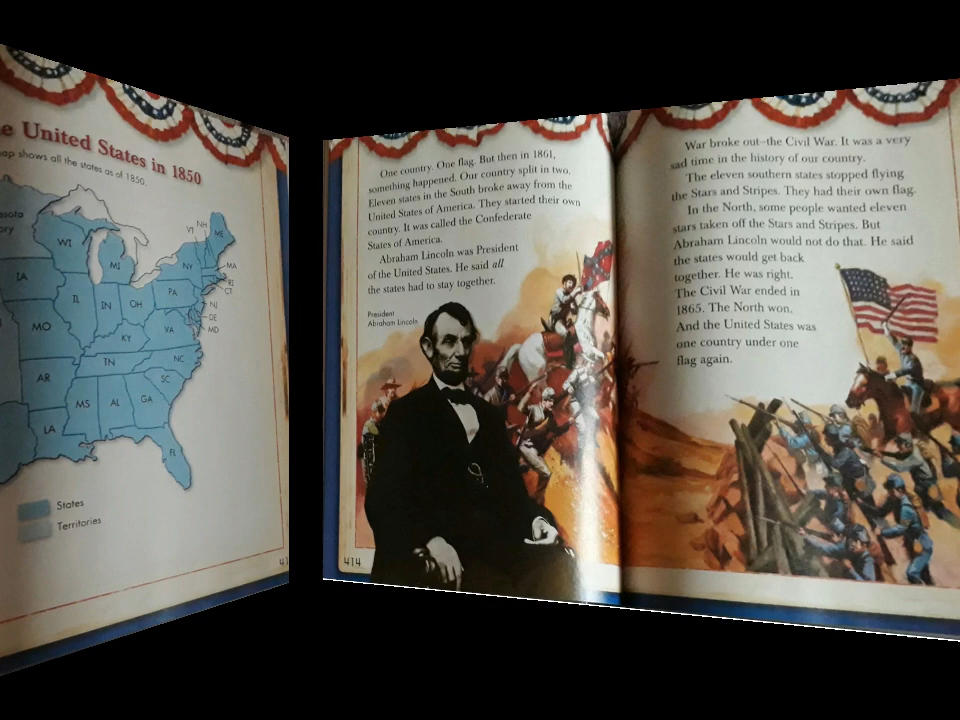 e United States in 1850
ap shows all the states as of 1850.
sota
ory
WI
MI
IA
IL
IN
OH
PA
NY
VT
NH
ME
MA
RI
CT
NJ
DE
MD
MO
KY
VA
TN
NC
AR
SC
MS
AL
GA
LA
FL
States
Territories
One country. One flag. But then in 1861,
something happened. Our country split in two.
Eleven states in the South broke away from the
United States of America. They started their own
country. It was called the Confederate
States of America.
Abraham Lincoln was President
of the United States. He said all
the states had to stay together.
President
Abraham Lincoln
414
War broke out—the Civil War. It was a very
sad time in the history of our country.
The eleven southern states stopped flying
the Stars and Stripes. They had their own flag.
In the North, some people wanted eleven
stars taken off the Stars and Stripes. But
Abraham Lincoln would not do that. He said
the states would get back
together. He was right.
The Civil War ended in
1865. The North won.
And the United States was
one country under one
flag again.